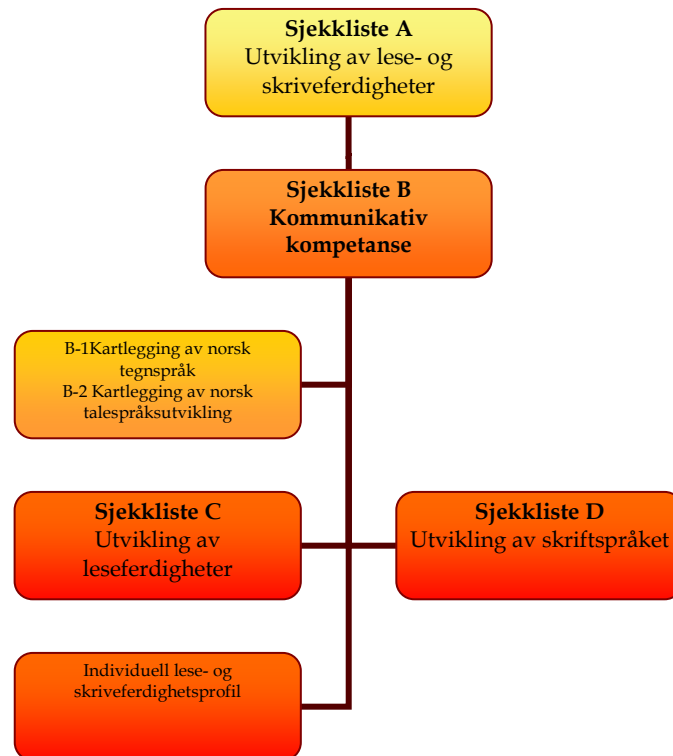 Sjekkliste A
Utvikling av lese- og
skriveferdigheter
Sjekkliste B
Kommunikativ
kompetanse
B-1Kartlegging av norsk
tegnspråk
B-2 Kartlegging av norsk
talespråksutvikling
Sjekkliste C
Utvikling av
leseferdigheter
Sjekkliste D
Utvikling av skriftspråket
Individuell lese- og
skriveferdighetsprofil